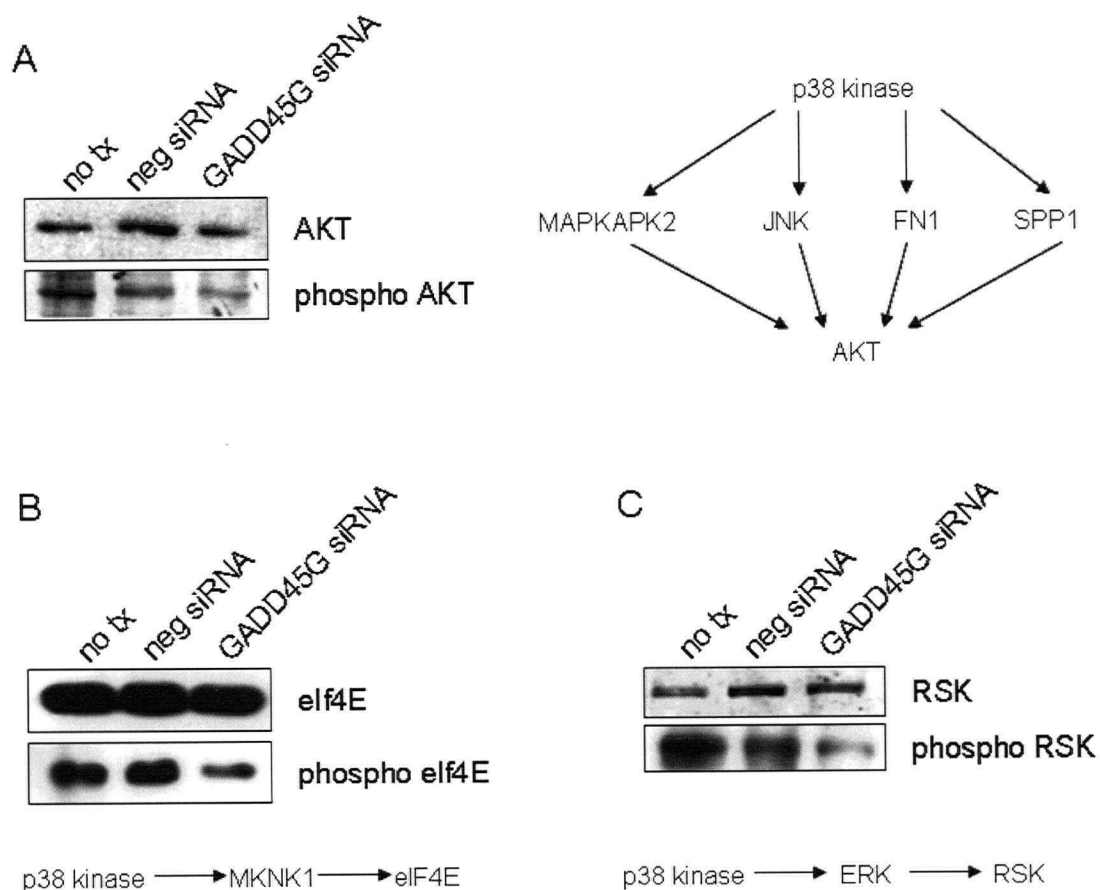 A
no tx
neg siRNA
GADD45G siRNA
AKT
phospho AKT
p38 kinase
MAPKAPK2 JNK FN1 SPP1
AKT
B
no tx
neg siRNA
GADD45G siRNA
elf4E
phospho elf4E
p38 kinase MKNK1 eIF4E
C
no tx
neg siRNA
GADD45G siRNA
RSK
phospho RSK
p38 kinase ERK RSK